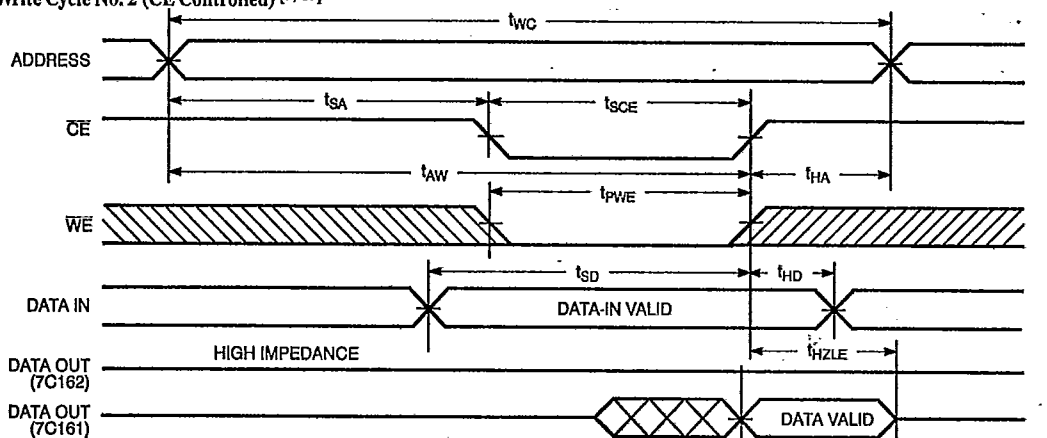 Write Cycle No. 2 (CE Controlled)
tWC
ADDRESS
tSA
tSCE
CE
tAW
tHA
tPWE
WE
tSD
tHD
DATA IN
DATA-IN VALID
HIGH IMPEDANCE
tHZLE
DATA OUT
(7C162)
DATA OUT
(7C161)
DATA VALID